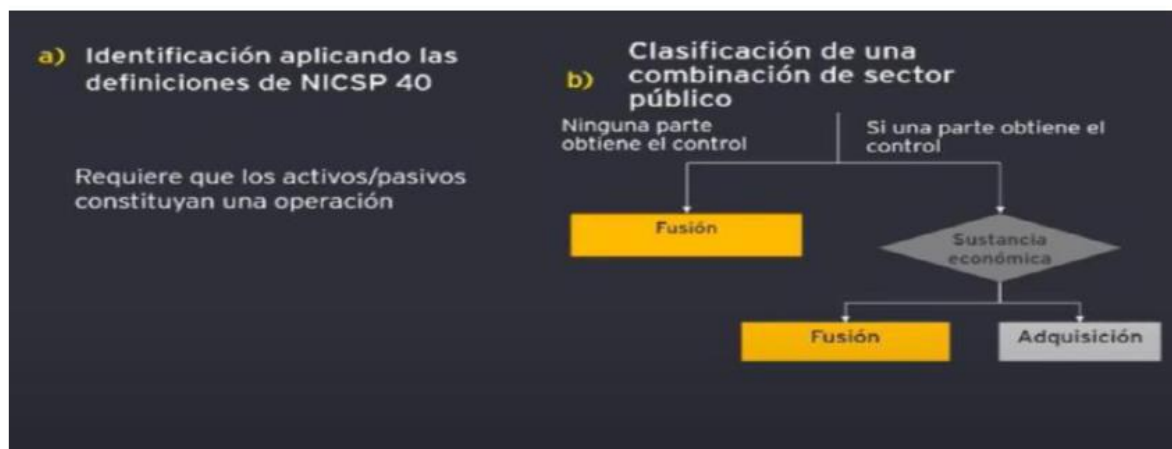 a) Identificación aplicando las
definiciones de NICSP 40
Requiere que los activos/pasivos
constituyan una operación
b) Clasificación de una
combinación de sector
público
Ninguna parte
obtiene el control
Si una parte obtiene el
control
Fusión
Sustancia
económica
Fusión
Adquisición